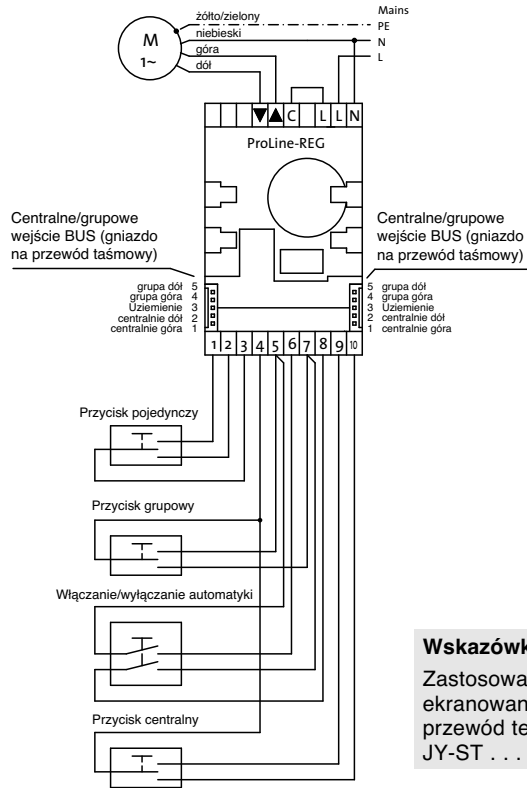 Mains
żółto/zielony
PE
niebieski
N
góra
L
dół
M
1~
▼ ▲ C L L N
ProLine-REG
Centralne/grupowe
wejście BUS (gniazdo
na przewód taśmowy)
Centralne/grupowe
wejście BUS (gniazdo
na przewód taśmowy)
grupa dół 5
grupa góra 4
Uziemienie 3
centralnie dół 2
centralnie góra 1
5 grupa dół
4 grupa góra
3 Uziemienie
2 centralnie dół
1 centralnie góra
1 2 3 4 5 6 7 8 9 10
Przycisk pojedynczy
Przycisk grupowy
Włączanie/wyłączanie automatyki
Przycisk centralny
Wskazówk
Zastosowa
ekranowan
przewód te
JY-ST . . .